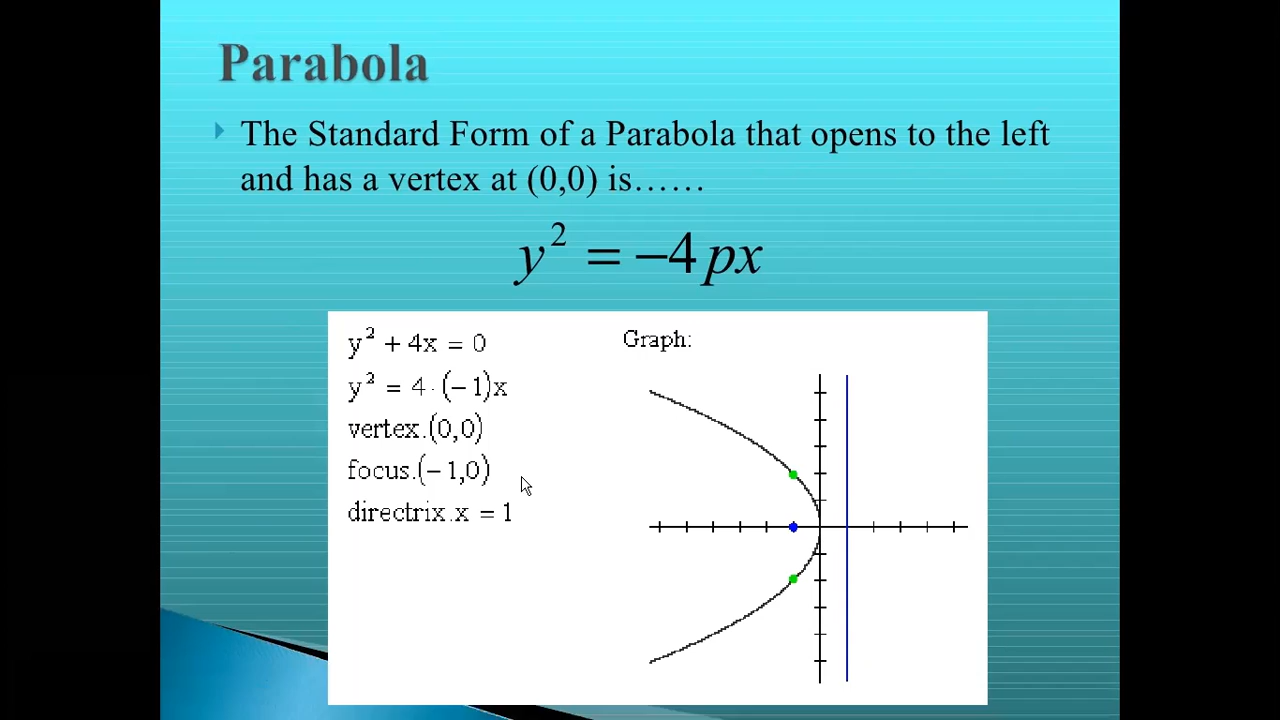 Parabola
The Standard Form of a Parabola that opens to the left
and has a vertex at (0,0) is……
y² = −4px
y² + 4x = 0
y² = 4 · (−1)x
vertex.(0,0)
focus.(−1,0)
directrix.x = 1
Graph: